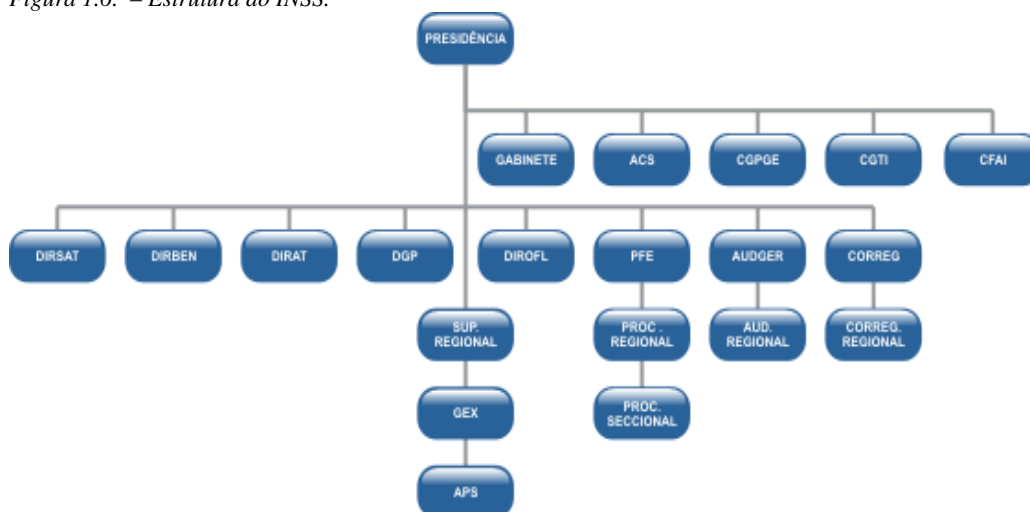 Figura 1.6. – Estrutura do INSS.
PRESIDÊNCIA
GABINETE
ACS
CGPGE
CGTI
CFAI
DIRSAT
DIRBEN
DIRAT
DGP
DIROFL
PFE
AUDGER
CORREG
SUP.
REGIONAL
PROC .
REGIONAL
AUD.
REGIONAL
CORREG.
REGIONAL
GEX
PROC.
SECCIONAL
APS